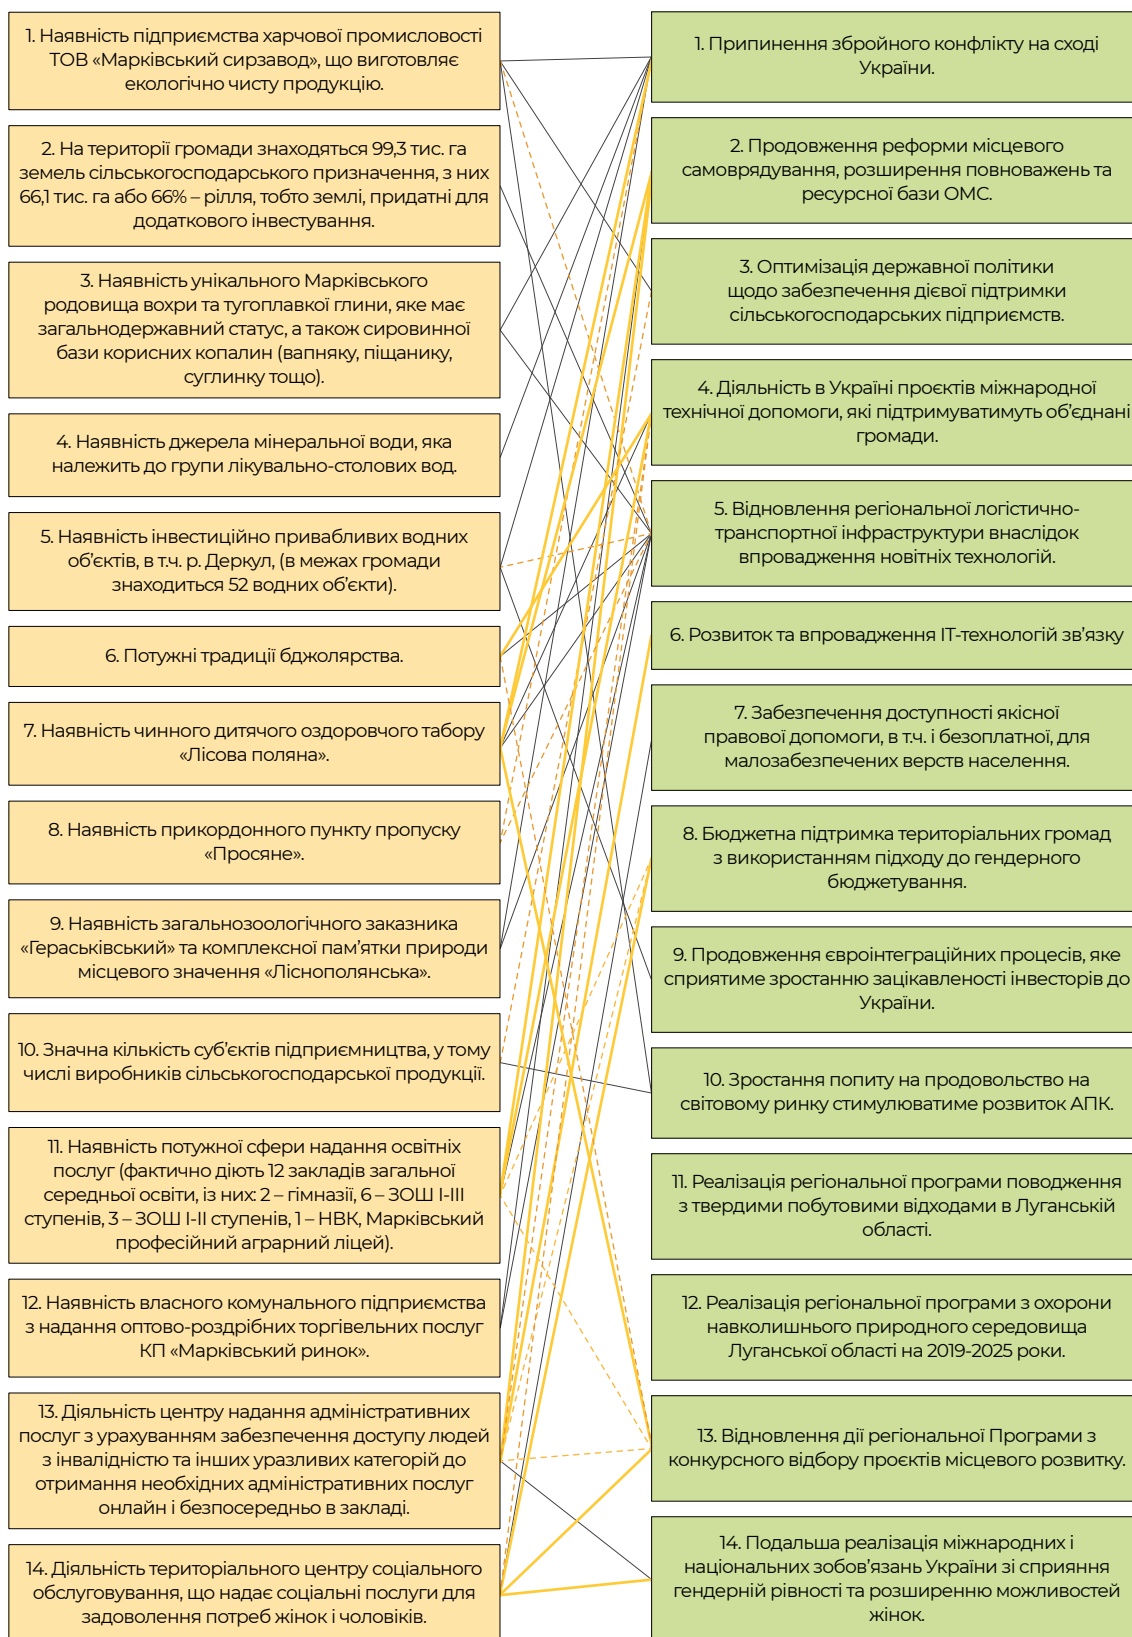 1. Наявність підприємства харчової промисловості
ТОВ «Марківський сирзавод», що виготовляє
екологічно чисту продукцію.
2. На території громади знаходяться 99,3 тис. га
земель сільськогосподарського призначення, з них
66,1 тис. га або 66% – рілля, тобто землі, придатні для
додаткового інвестування.
3. Наявність унікального Марківського
родовища вохри та тугоплавкої глини, яке має
загальнодержавний статус, а також сировинної
бази корисних копалин (вапняку, піщанику,
суглинку тощо).
4. Наявність джерела мінеральної води, яка
належить до групи лікувально-столових вод.
5. Наявність інвестиційно привабливих водних
об’єктів, в т.ч. р. Деркул, (в межах громади
знаходиться 52 водних об’єкти).
6. Потужні традиції бджолярства.
7. Наявність чинного дитячого оздоровчого табору
«Лісова поляна».
8. Наявність прикордонного пункту пропуску
«Просяне».
9. Наявність загальнозоологічного заказника
«Гераськівський» та комплексної пам’ятки природи
місцевого значення «Ліснополянська».
10. Значна кількість суб’єктів підприємництва, у тому
числі виробників сільськогосподарської продукції.
11. Наявність потужної сфери надання освітніх
послуг (фактично діють 12 закладів загальної
середньої освіти, із них: 2 – гімназії, 6 – ЗОШ І-ІІІ
ступенів, 3 – ЗОШ І-ІІ ступенів, 1 – НВК, Марківський
професійний аграрний ліцей).
12. Наявність власного комунального підприємства
з надання оптово-роздрібних торгівельних послуг
КП «Марківський ринок».
13. Діяльність центру надання адміністративних
послуг з урахуванням забезпечення доступу людей
з інвалідністю та інших уразливих категорій до
отримання необхідних адміністративних послуг
онлайн і безпосередньо в закладі.
14. Діяльність територіального центру соціального
обслуговування, що надає соціальні послуги для
задоволення потреб жінок і чоловіків.
1. Припинення збройного конфлікту на сході
України.
2. Продовження реформи місцевого
самоврядування, розширення повноважень та
ресурсної бази ОМС.
3. Оптимізація державної політики
щодо забезпечення дієвої підтримки
сільськогосподарських підприємств.
4. Діяльність в Україні проєктів міжнародної
технічної допомоги, які підтримуватимуть об’єднані
громади.
5. Відновлення регіональної логістично-
транспортної інфраструктури внаслідок
впровадження новітніх технологій.
6. Розвиток та впровадження ІТ-технологій зв’язку
7. Забезпечення доступності якісної
правової допомоги, в т.ч. і безоплатної, для
малозабезпечених верств населення.
8. Бюджетна підтримка територіальних громад
з використанням підходу до гендерного
бюджетування.
9. Продовження євроінтеграційних процесів, яке
сприятиме зростанню зацікавленості інвесторів до
України.
10. Зростання попиту на продовольство на
світовому ринку стимулюватиме розвиток АПК.
11. Реалізація регіональної програми поводження
з твердими побутовими відходами в Луганській
області.
12. Реалізація регіональної програми з охорони
навколишнього природного середовища
Луганської області на 2019-2025 роки.
13. Відновлення дії регіональної Програми з
конкурсного відбору проєктів місцевого розвитку.
14. Подальша реалізація міжнародних і
національних зобов’язань України зі сприяння
гендерній рівності та розширенню можливостей
жінок.